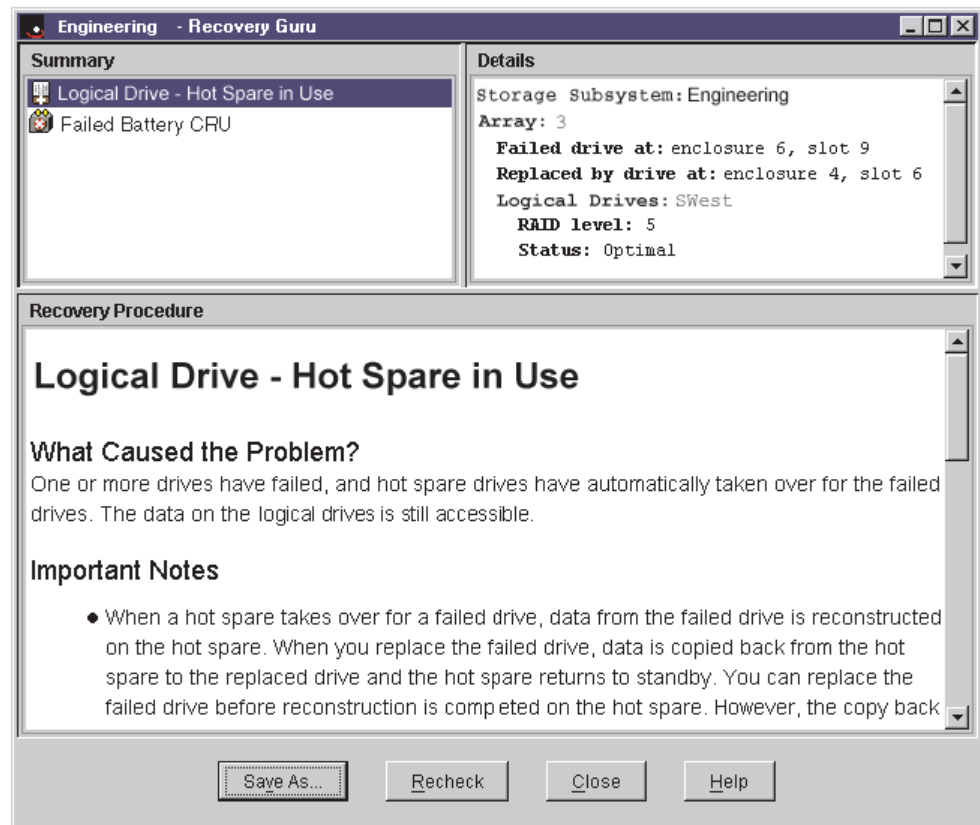 Engineering - Recovery Guru
Summary
Logical Drive - Hot Spare in Use
Failed Battery CRU
Details
Storage Subsystem: Engineering
Array: 3
Failed drive at: enclosure 6, slot 9
Replaced by drive at: enclosure 4, slot 6
Logical Drives: SWest
RAID level: 5
Status: Optimal
Recovery Procedure
Logical Drive - Hot Spare in Use
What Caused the Problem?
One or more drives have failed, and hot spare drives have automatically taken over for the failed
drives. The data on the logical drives is still accessible.
Important Notes
● When a hot spare takes over for a failed drive, data from the failed drive is reconstructed
on the hot spare. When you replace the failed drive, data is copied back from the hot
spare to the replaced drive and the hot spare returns to standby. You can replace the
failed drive before reconstruction is completed on the hot spare. However, the copy back
Save As...
Recheck
Close
Help